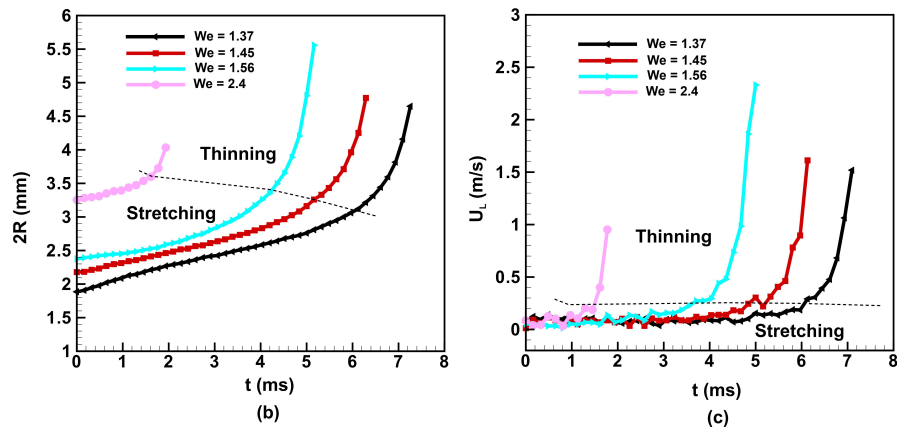 6
5.5
5
4.5
4
3.5
3
2.5
2
1.5
1
2R (mm)
We = 1.37
We = 1.45
We = 1.56
We = 2.4
Thinning
Stretching
0 1 2 3 4 5 6 7 8
t (ms)
(b)
3
2.5
2
1.5
1
0.5
0
U_L (m/s)
We = 1.37
We = 1.45
We = 1.56
We = 2.4
Thinning
Stretching
0 1 2 3 4 5 6 7 8
t (ms)
(c)